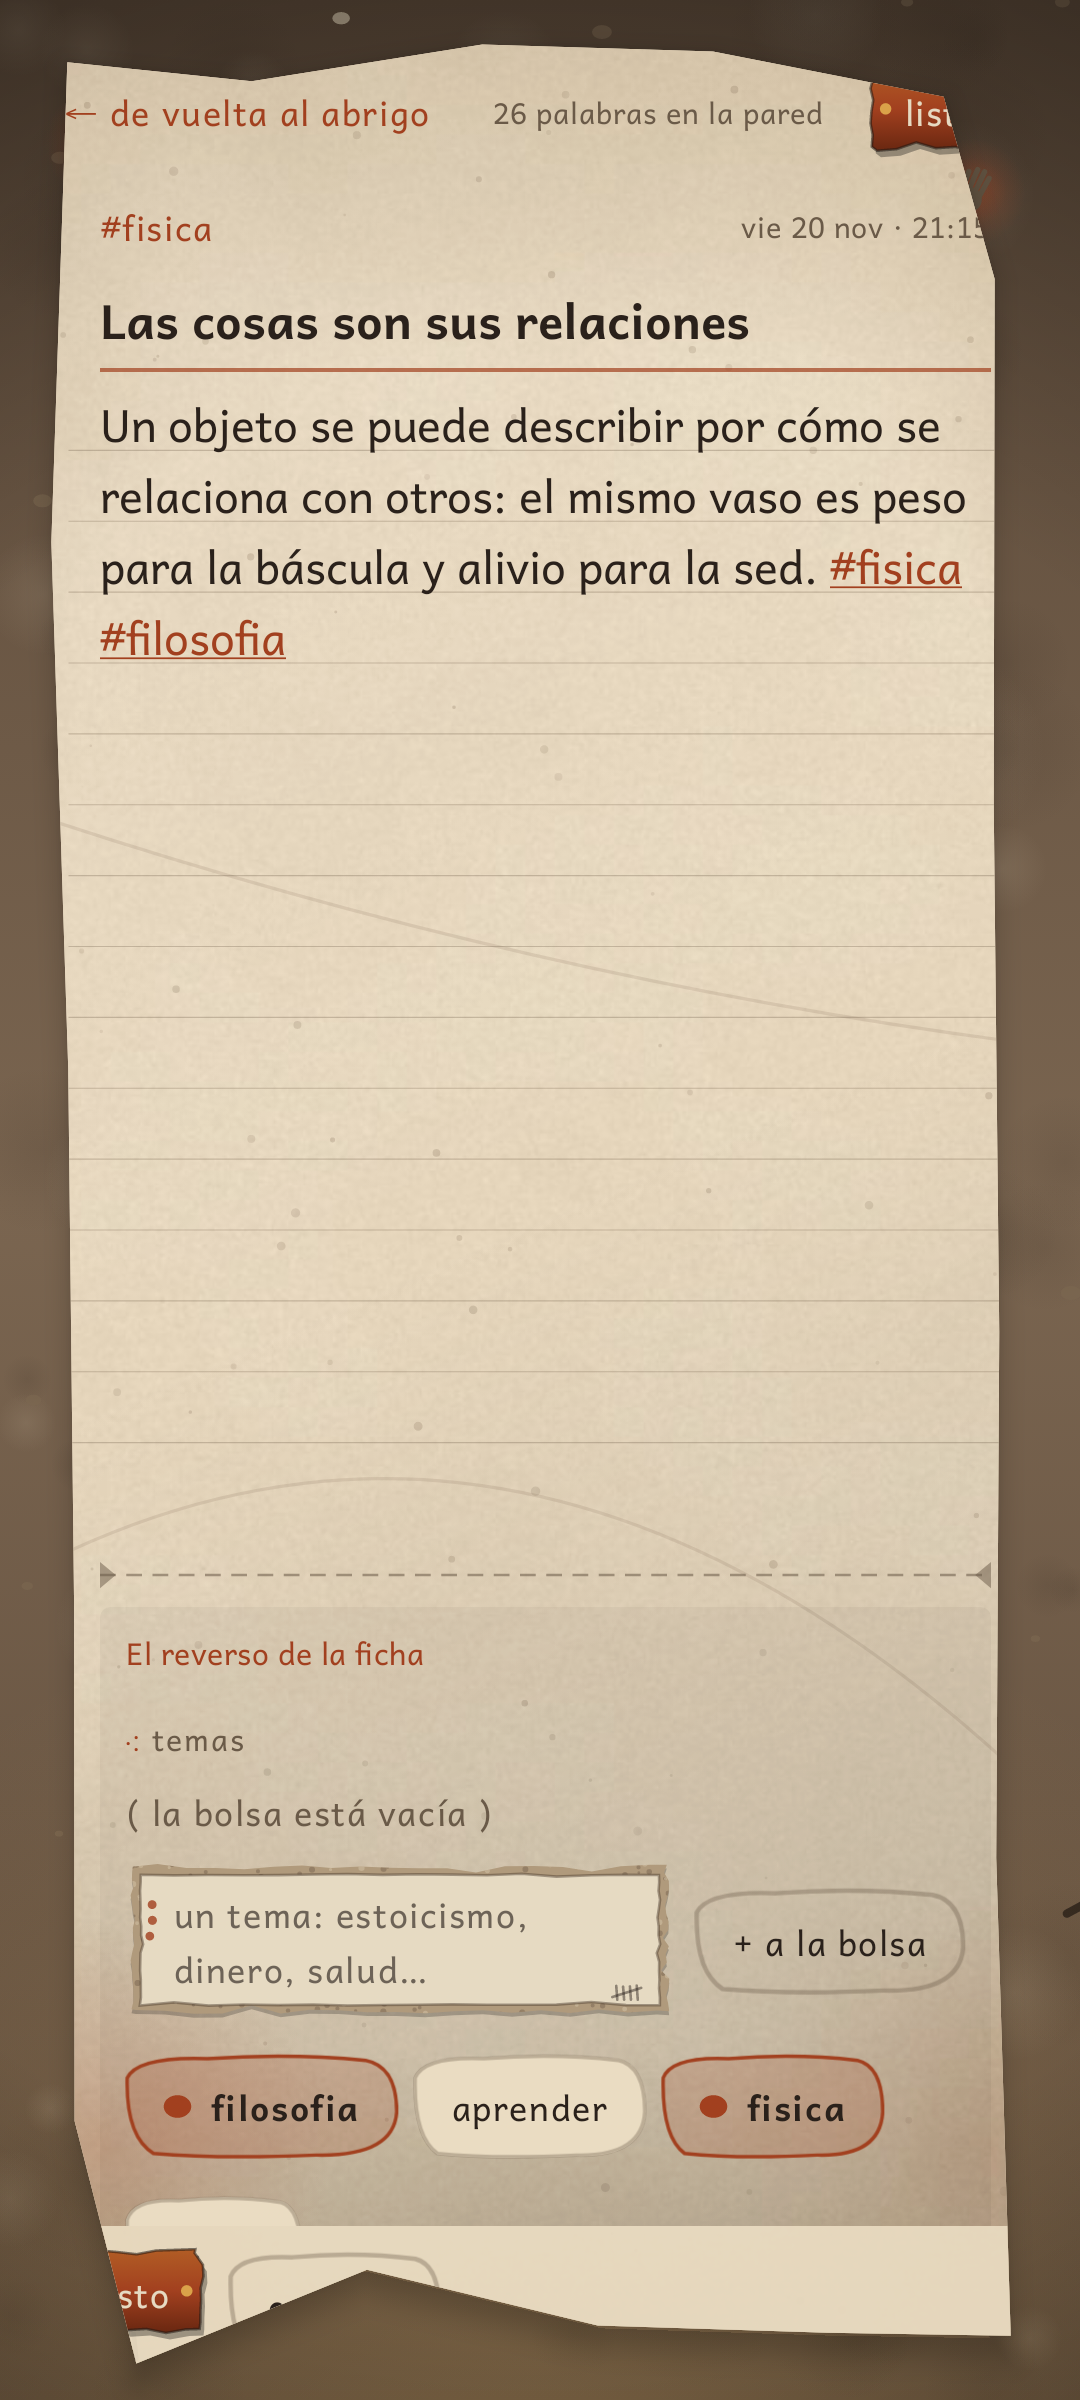 ← de vuelta al abrigo
26 palabras en la pared
#fisica
vie 20 nov · 21:15
Las cosas son sus relaciones
Un objeto se puede describir por cómo se
relaciona con otros: el mismo vaso es peso
para la báscula y alivio para la sed. #fisica
#filosofia
El reverso de la ficha
temas
( la bolsa está vacía )
un tema: estoicismo,
dinero, salud...
+ a la bolsa
filosofia
aprender
fisica